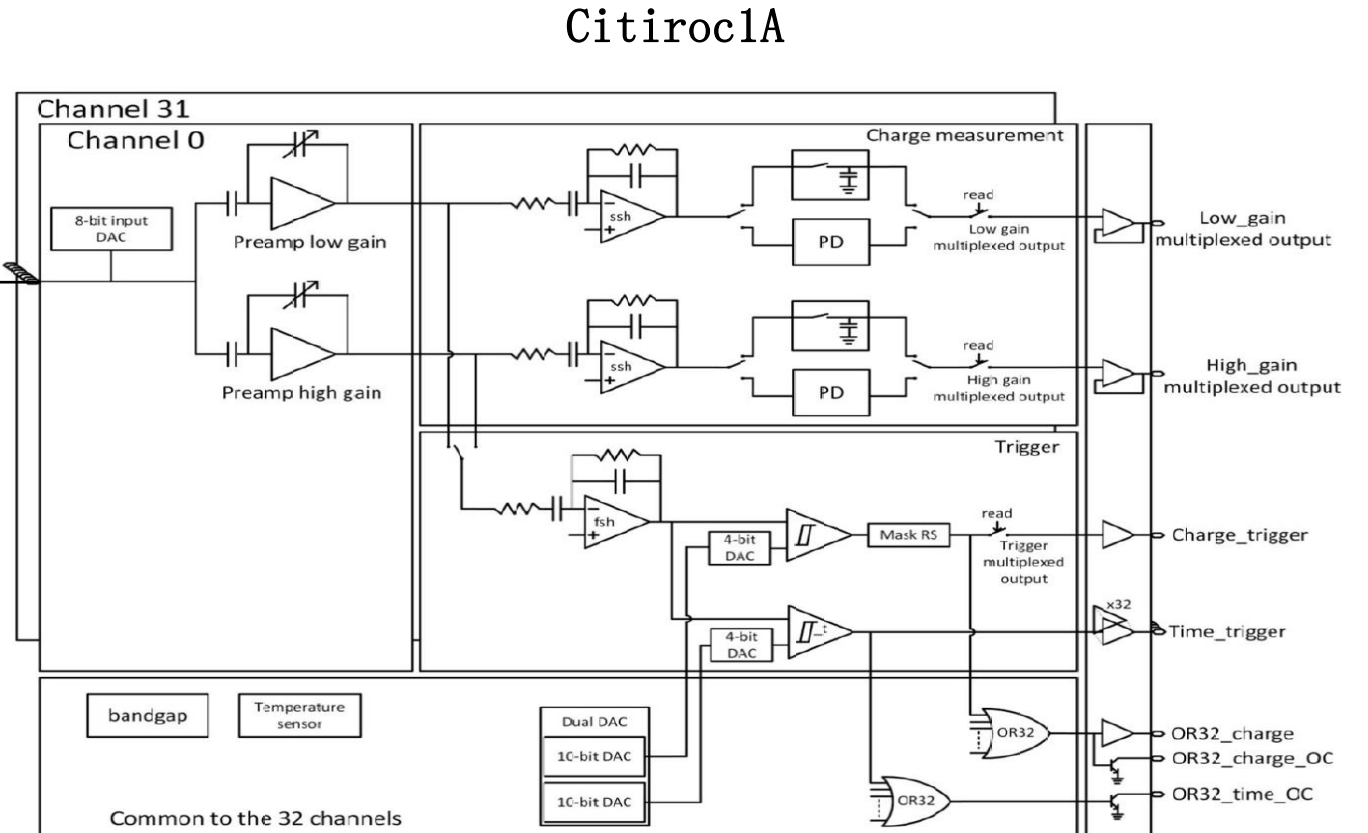 Citiroc1A
Channel 31
Channel 0
Charge measurement
8-bit input
DAC
Preamp low gain
ssh
PD
read
Low gain
multiplexed output
Low_gain
multiplexed output
Preamp high gain
ssh
PD
read
High gain
multiplexed output
High_gain
multiplexed output
Trigger
fsh
4-bit
DAC
Mask RS
read
Trigger
multiplexed
output
Charge_trigger
4-bit
DAC
_t
x32
Time_trigger
bandgap
Temperature
sensor
Dual DAC
10-bit DAC
10-bit DAC
OR32
OR32
OR32_charge
OR32_charge_OC
OR32_time_OC
Common to the 32 channels